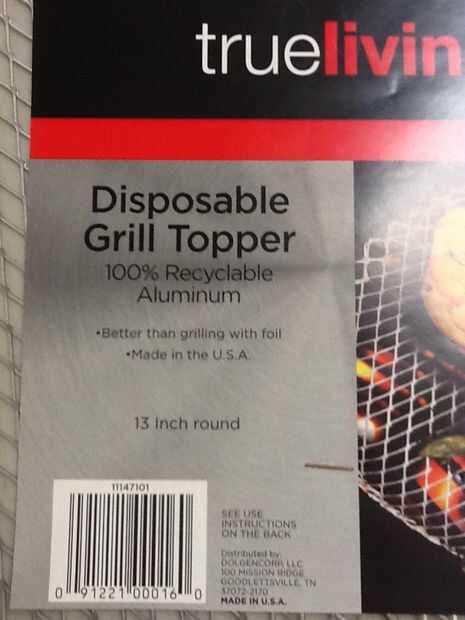 truelivin
Disposable
Grill Topper
100% Recyclable
Aluminum
•Better than grilling with foil
•Made in the U.S.A.
13 Inch round
11147101
SEE USE
INSTRUCTIONS
ON THE BACK
0 91221 00016 0
Distributed by:
DOLGENCORP, LLC
100 MISSION RIDGE
GOODLETTSVILLE, TN
37072-2170
MADE IN U.S.A.